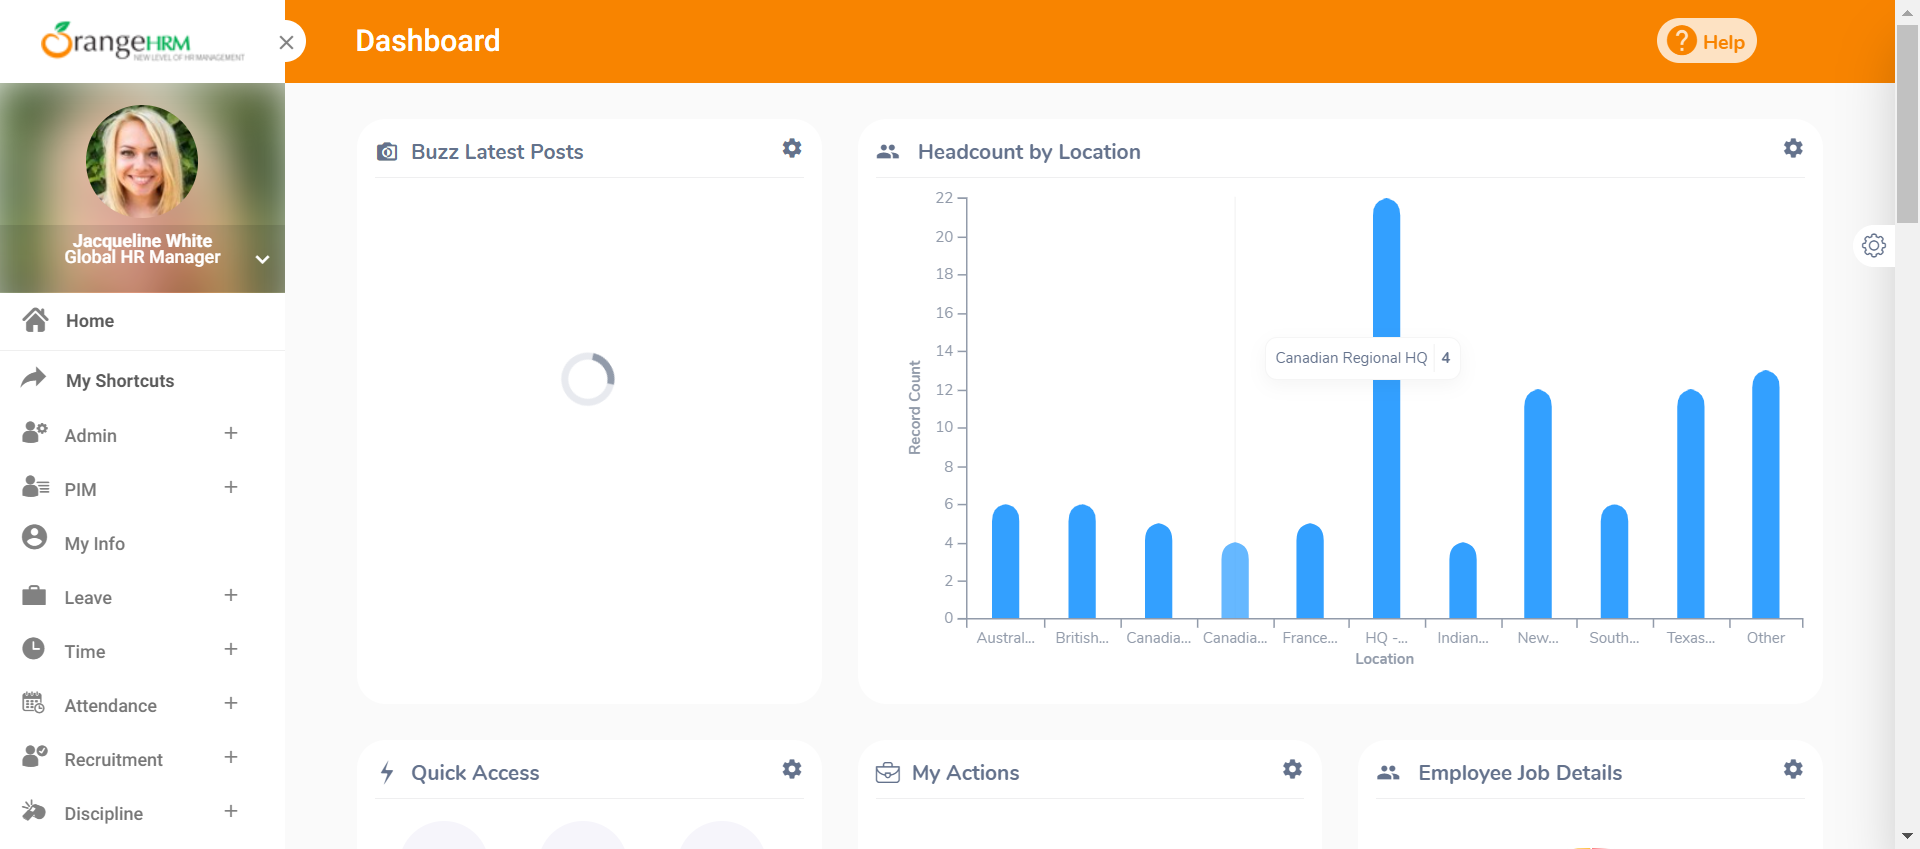 OrangeHRM
NEW LEVEL OF HR MANAGEMENT
Dashboard
? Help
Jacqueline White
Global HR Manager
Home
My Shortcuts
Admin +
PIM +
My Info
Leave +
Time +
Attendance +
Recruitment +
Discipline +
Buzz Latest Posts
Headcount by Location
22
20
18
16
14
12
10
8
6
4
2
0
Record Count
Canadian Regional HQ 4
Austral... British... Canadia... Canadia... France... HQ -... Indian... New... South... Texas... Other
Location
Quick Access
My Actions
Employee Job Details